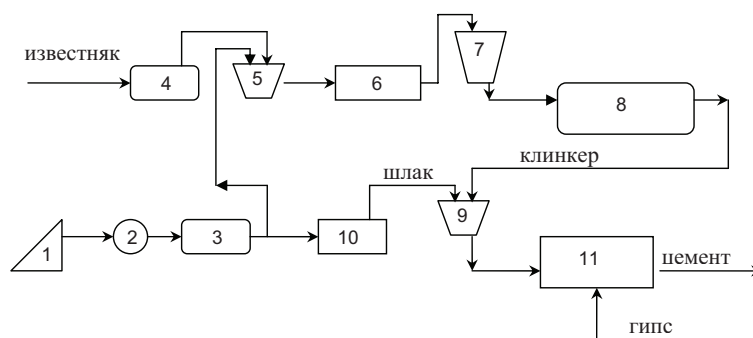 известняк
4
5
6
7
8
клинкер
шлак
1
2
3
10
9
11
цемент
гипс